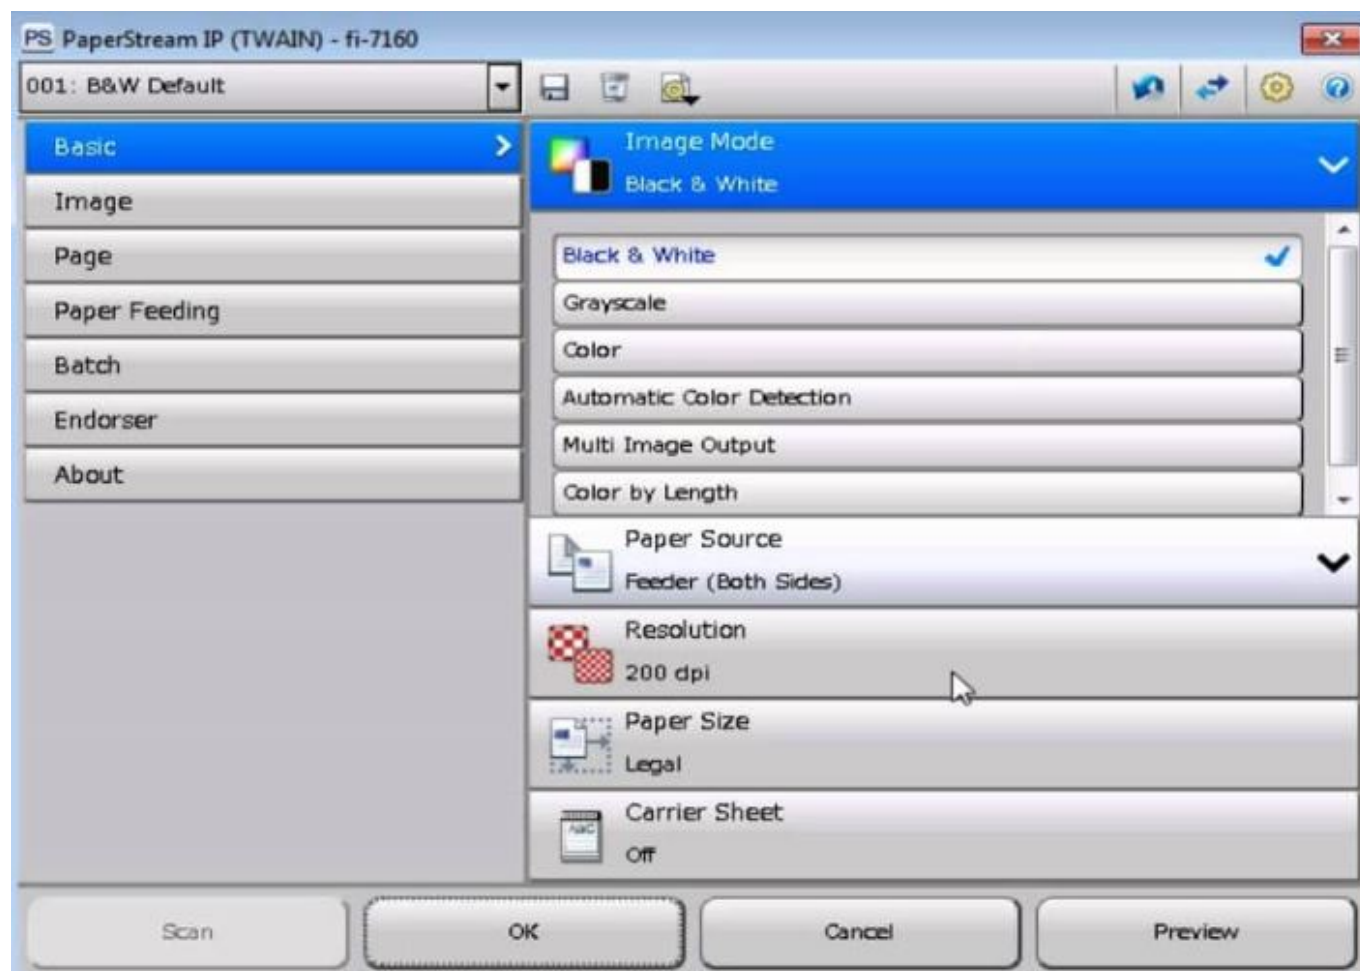 PS PaperStream IP (TWAIN) - fi-7160
001: B&W Default
Basic
Image
Page
Paper Feeding
Batch
Endorser
About
Image Mode
Black & White
Black & White
Grayscale
Color
Automatic Color Detection
Multi Image Output
Color by Length
Paper Source
Feeder (Both Sides)
Resolution
200 dpi
Paper Size
Legal
ABC
Carrier Sheet
Off
Scan
OK
Cancel
Preview